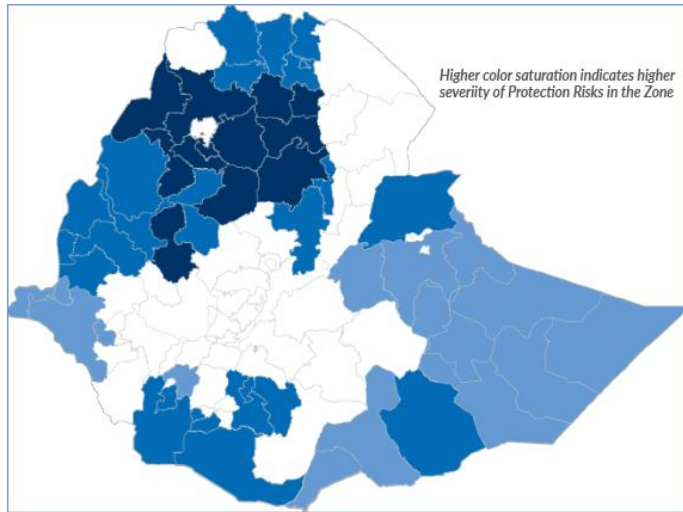 Higher color saturation indicates higher
severiity of Protection Risks in the Zone